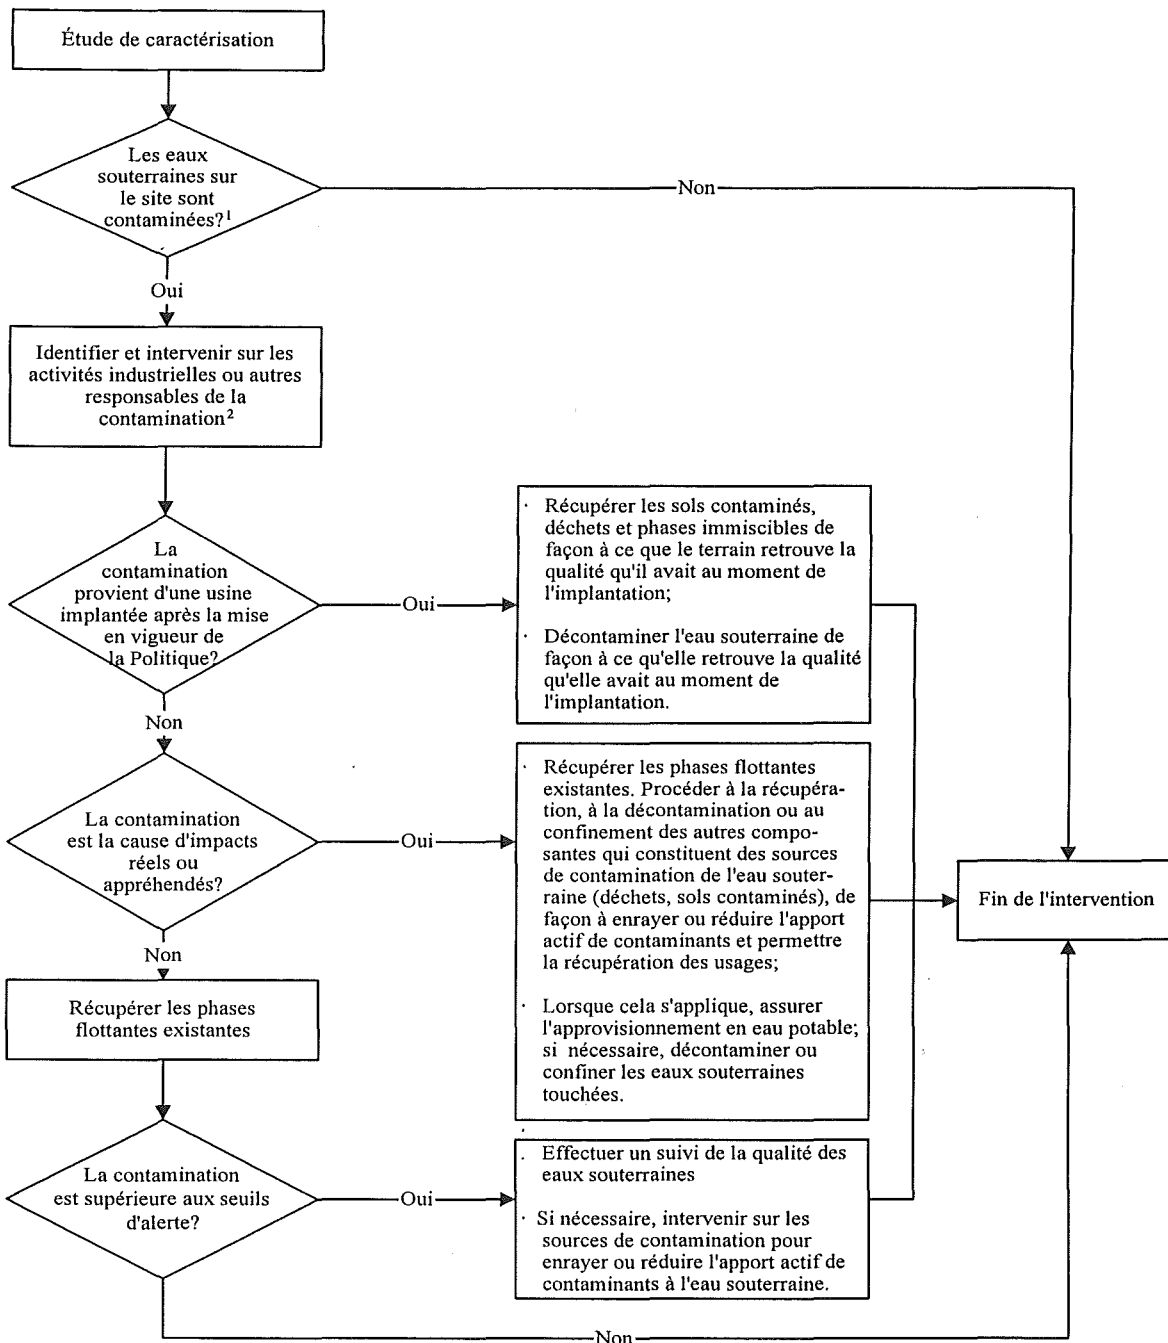 Étude de caractérisation
Les eaux
souterraines sur
le site sont
contaminées?¹
Non
Oui
Identifier et intervenir sur les
activités industrielles ou autres
responsables de la
contamination²
La
contamination
provient d'une usine
implantée après la mise
en vigueur de
la Politique?
Oui
· Récupérer les sols contaminés,
déchets et phases immiscibles de
façon à ce que le terrain retrouve la
qualité qu'il avait au moment de
l'implantation;
· Décontaminer l'eau souterraine de
façon à ce qu'elle retrouve la qualité
qu'elle avait au moment de
l'implantation.
Non
La contamination
est la cause d'impacts
réels ou
appréhendés?
Oui
· Récupérer les phases flottantes
existantes. Procéder à la récupéra-
tion, à la décontamination ou au
confinement des autres compo-
santes qui constituent des sources
de contamination de l'eau souter-
raine (déchets, sols contaminés), de
façon à enrayer ou réduire l'apport
actif de contaminants et permettre
la récupération des usages;
· Lorsque cela s'applique, assurer
l'approvisionnement en eau potable;
si nécessaire, décontaminer ou
confiner les eaux souterraines
touchées.
Fin de l'intervention
Non
Récupérer les phases
flottantes existantes
La contamination
est supérieure aux seuils
d'alerte?
Oui
· Effectuer un suivi de la qualité des
eaux souterraines
· Si nécessaire, intervenir sur les
sources de contamination pour
enrayer ou réduire l'apport actif de
contaminants à l'eau souterraine.
Non